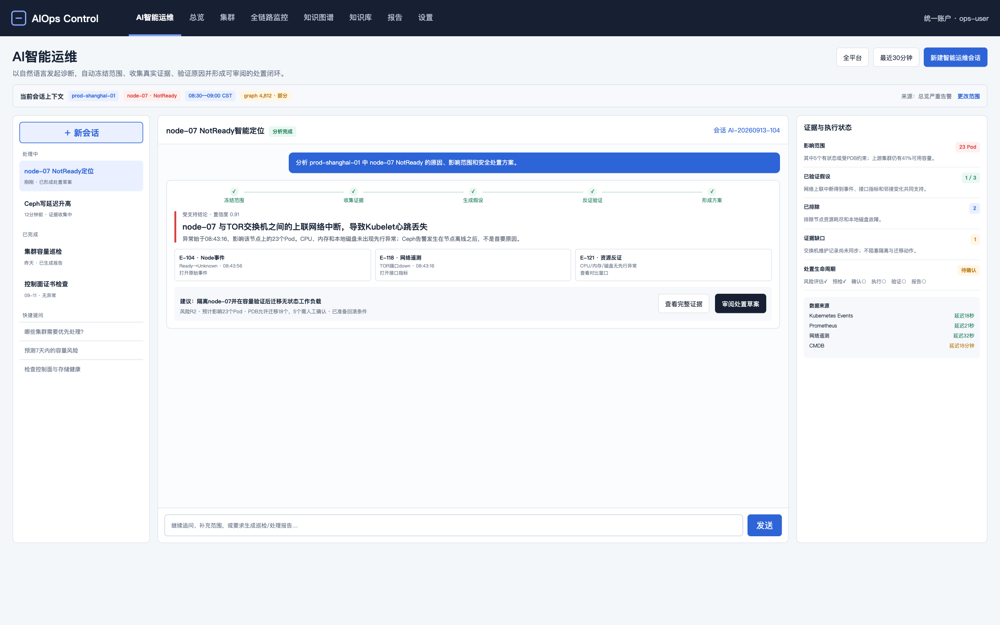 AIOps Control
AI智能运维 总览 集群 全链路监控 知识图谱 知识库 报告 设置
统一账户 · ops-user
AI智能运维
以自然语言发起诊断，自动冻结范围、收集真实证据、验证原因并形成可审阅的处置闭环。
全平台 最近30分钟 新建智能运维会话
当前会话上下文 prod-shanghai-01 node-07 · NotReady 08:30—09:00 CST graph 4,812 · 部分
来源：总览严重告警 更改范围
+ 新会话
处理中
node-07 NotReady定位
刚刚 · 已形成处置草案
Ceph写延迟升高
12分钟前 · 证据收集中
已完成
集群容量巡检
昨天 · 已生成报告
控制面证书检查
09-11 · 无异常
快捷提问
哪些集群需要优先处理?
预测7天内的容量风险
检查控制面与存储健康
node-07 NotReady智能定位 分析完成
会话 AI-20260913-104
分析 prod-shanghai-01 中 node-07 NotReady 的原因、影响范围和安全处置方案。
✓ ✓ ✓ ✓ ✓
冻结范围 收集证据 生成假设 反证验证 形成方案
受支持结论 · 置信度 0.91
node-07 与TOR交换机之间的上联网络中断，导致Kubelet心跳丢失
异常始于08:43:16，影响该节点上的23个Pod。CPU、内存和本地磁盘未出现先行异常；Ceph告警发生在节点离线之后，不是首要原因。
E-104 · Node事件
Ready→Unknown · 08:43:56
打开原始事件
E-118 · 网络遥测
TOR端口down · 08:43:16
打开接口指标
E-121 · 资源反证
CPU/内存/磁盘无先行异常
查看对比窗口
建议：隔离node-07并在容量验证后迁移无状态工作负载
风险R2 · 预计影响23个Pod · PDB允许迁移18个，5个需人工确认 · 已准备回滚条件
查看完整证据 审阅处置草案
继续追问、补充范围，或要求生成巡检/处理报告...
发送
证据与执行状态
影响范围 23 Pod
其中5个有状态或受PDB约束；上游集群仍有41%可用容量。
已验证假设 1 / 3
网络上联中断得到事件、接口指标和邻接变化共同支持。
已排除 2
排除节点资源耗尽和本地磁盘故障。
证据缺口 1
交换机维护记录尚未同步；不阻塞隔离与迁移动作。
处置生命周期 待确认
风险评估✓ 预检✓ 确认○ 执行○ 验证○ 报告○
数据来源
Kubernetes Events 延迟18秒
Prometheus 延迟21秒
网络遥测 延迟32秒
CMDB 延迟18分钟